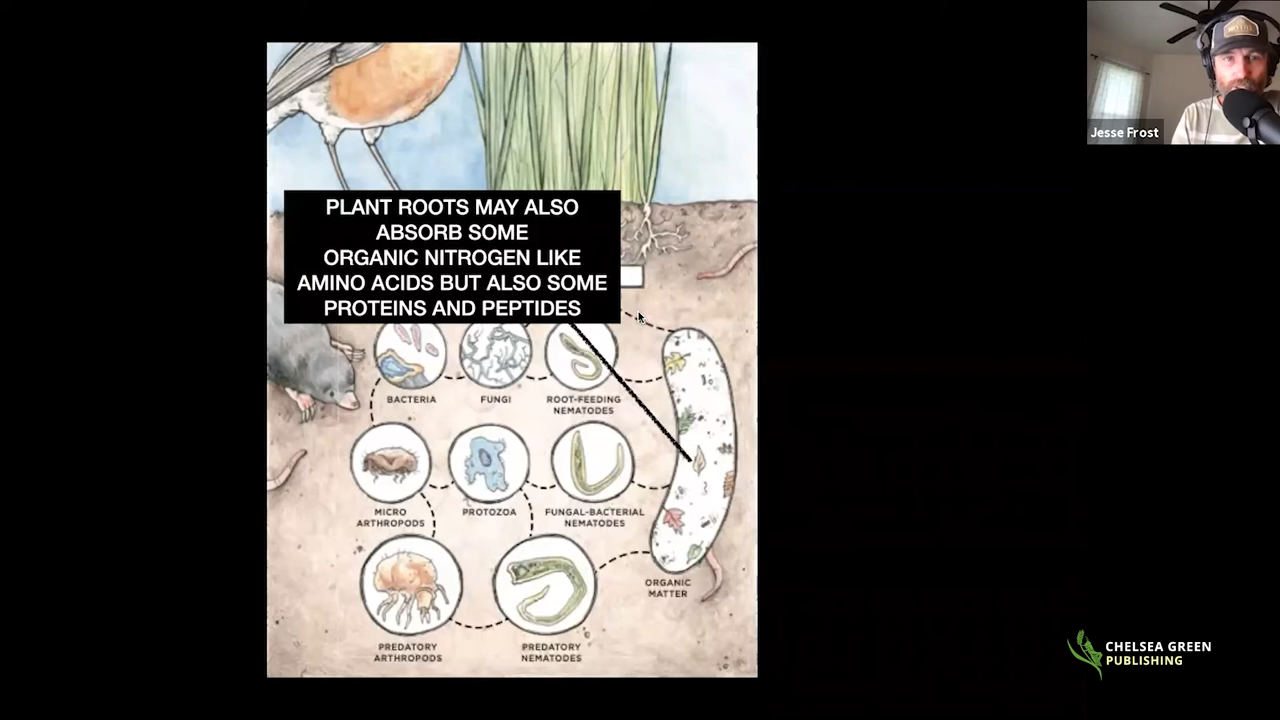 Jesse Frost
PLANT ROOTS MAY ALSO
ABSORB SOME
ORGANIC NITROGEN LIKE
AMINO ACIDS BUT ALSO SOME
PROTEINS AND PEPTIDES
BACTERIA
FUNGI
ROOT-FEEDING
NEMATODES
MICRO
ARTHROPODS
PROTOZOA
FUNGAL-BACTERIAL
NEMATODES
ORGANIC
MATTER
PREDATORY
ARTHROPODS
PREDATORY
NEMATODES
CHELSEA GREEN
PUBLISHING